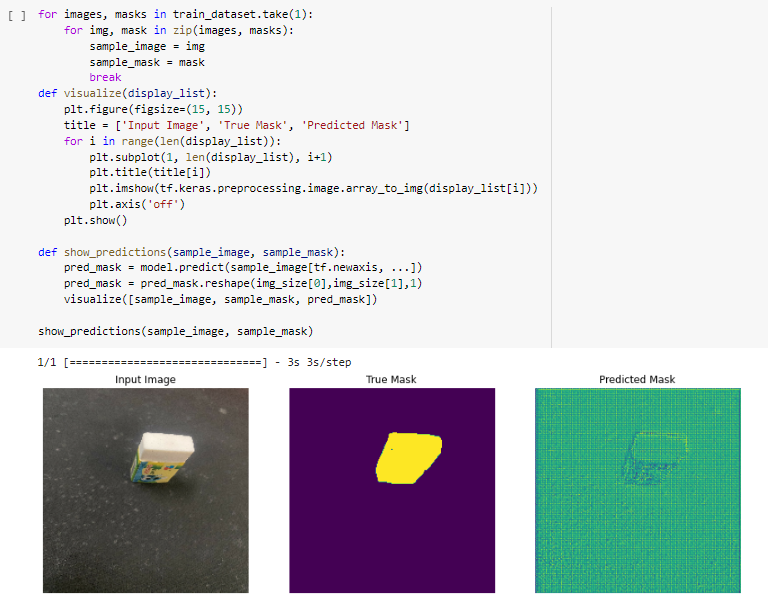 [ ] for images, masks in train_dataset.take(1):
        for img, mask in zip(images, masks):
            sample_image = img
            sample_mask = mask
            break
    def visualize(display_list):
        plt.figure(figsize=(15, 15))
        title = ['Input Image', 'True Mask', 'Predicted Mask']
        for i in range(len(display_list)):
            plt.subplot(1, len(display_list), i+1)
            plt.title(title[i])
            plt.imshow(tf.keras.preprocessing.image.array_to_img(display_list[i]))
            plt.axis('off')
        plt.show()

    def show_predictions(sample_image, sample_mask):
        pred_mask = model.predict(sample_image[tf.newaxis, ...])
        pred_mask = pred_mask.reshape(img_size[0],img_size[1],1)
        visualize([sample_image, sample_mask, pred_mask])

    show_predictions(sample_image, sample_mask)
1/1 [==============================] - 3s 3s/step
Input Image
True Mask
Predicted Mask